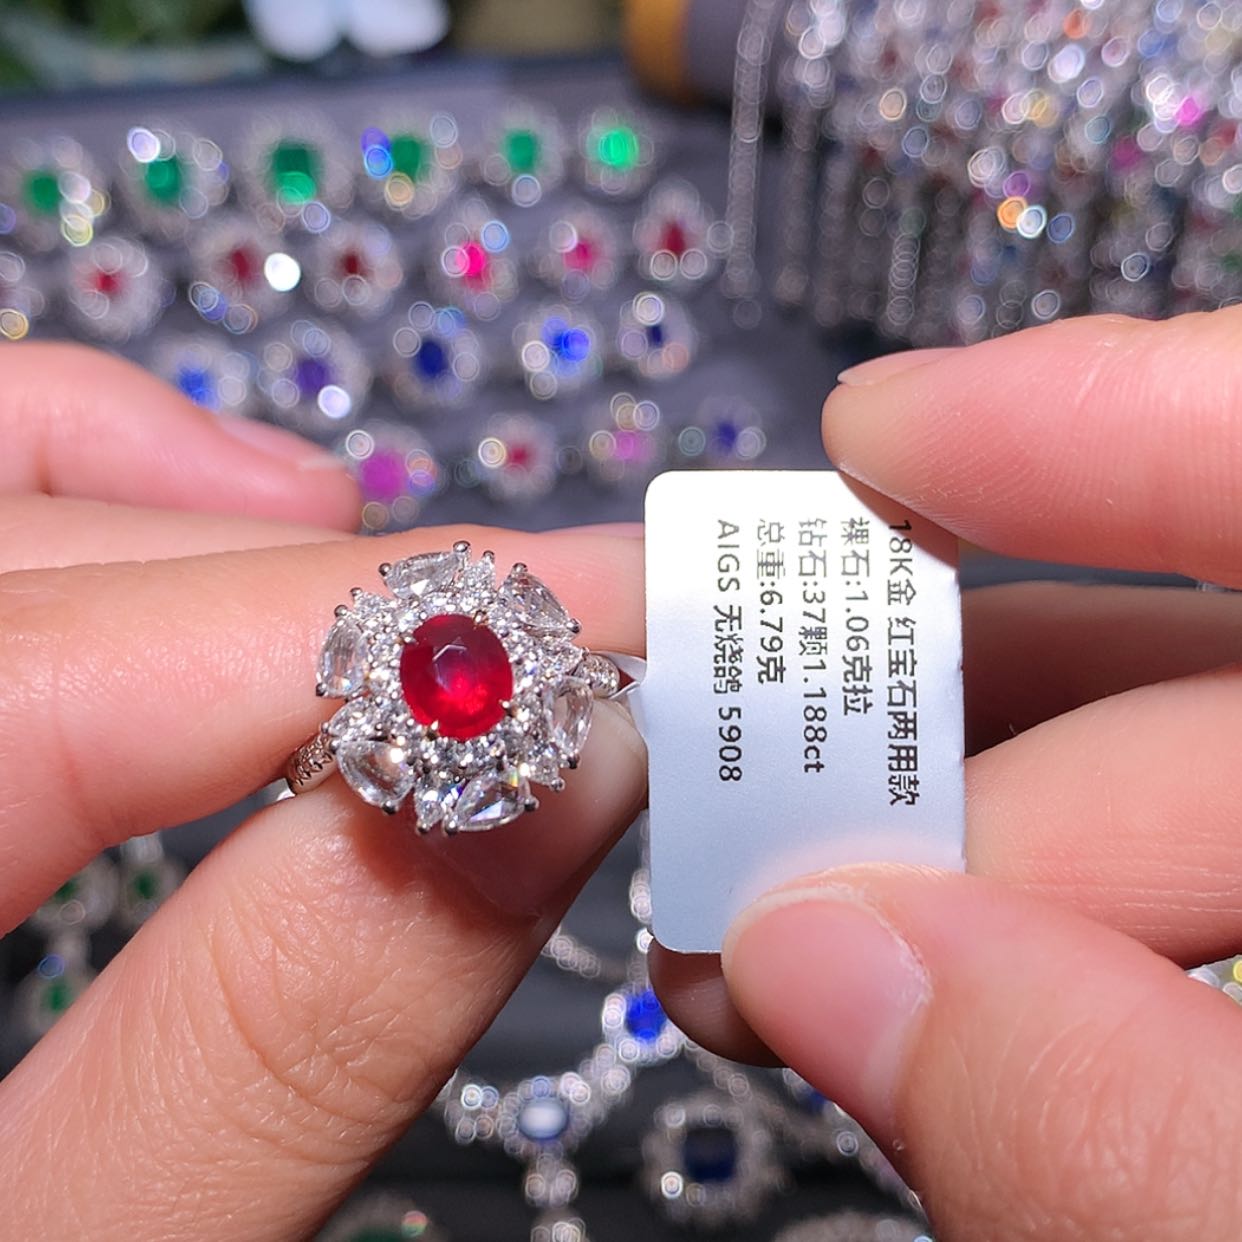 18K金 红宝石两用款
裸石:1.06克拉
钻石:37颗1.188ct
总重:6.79克
AIGS 无烧鸽 5908